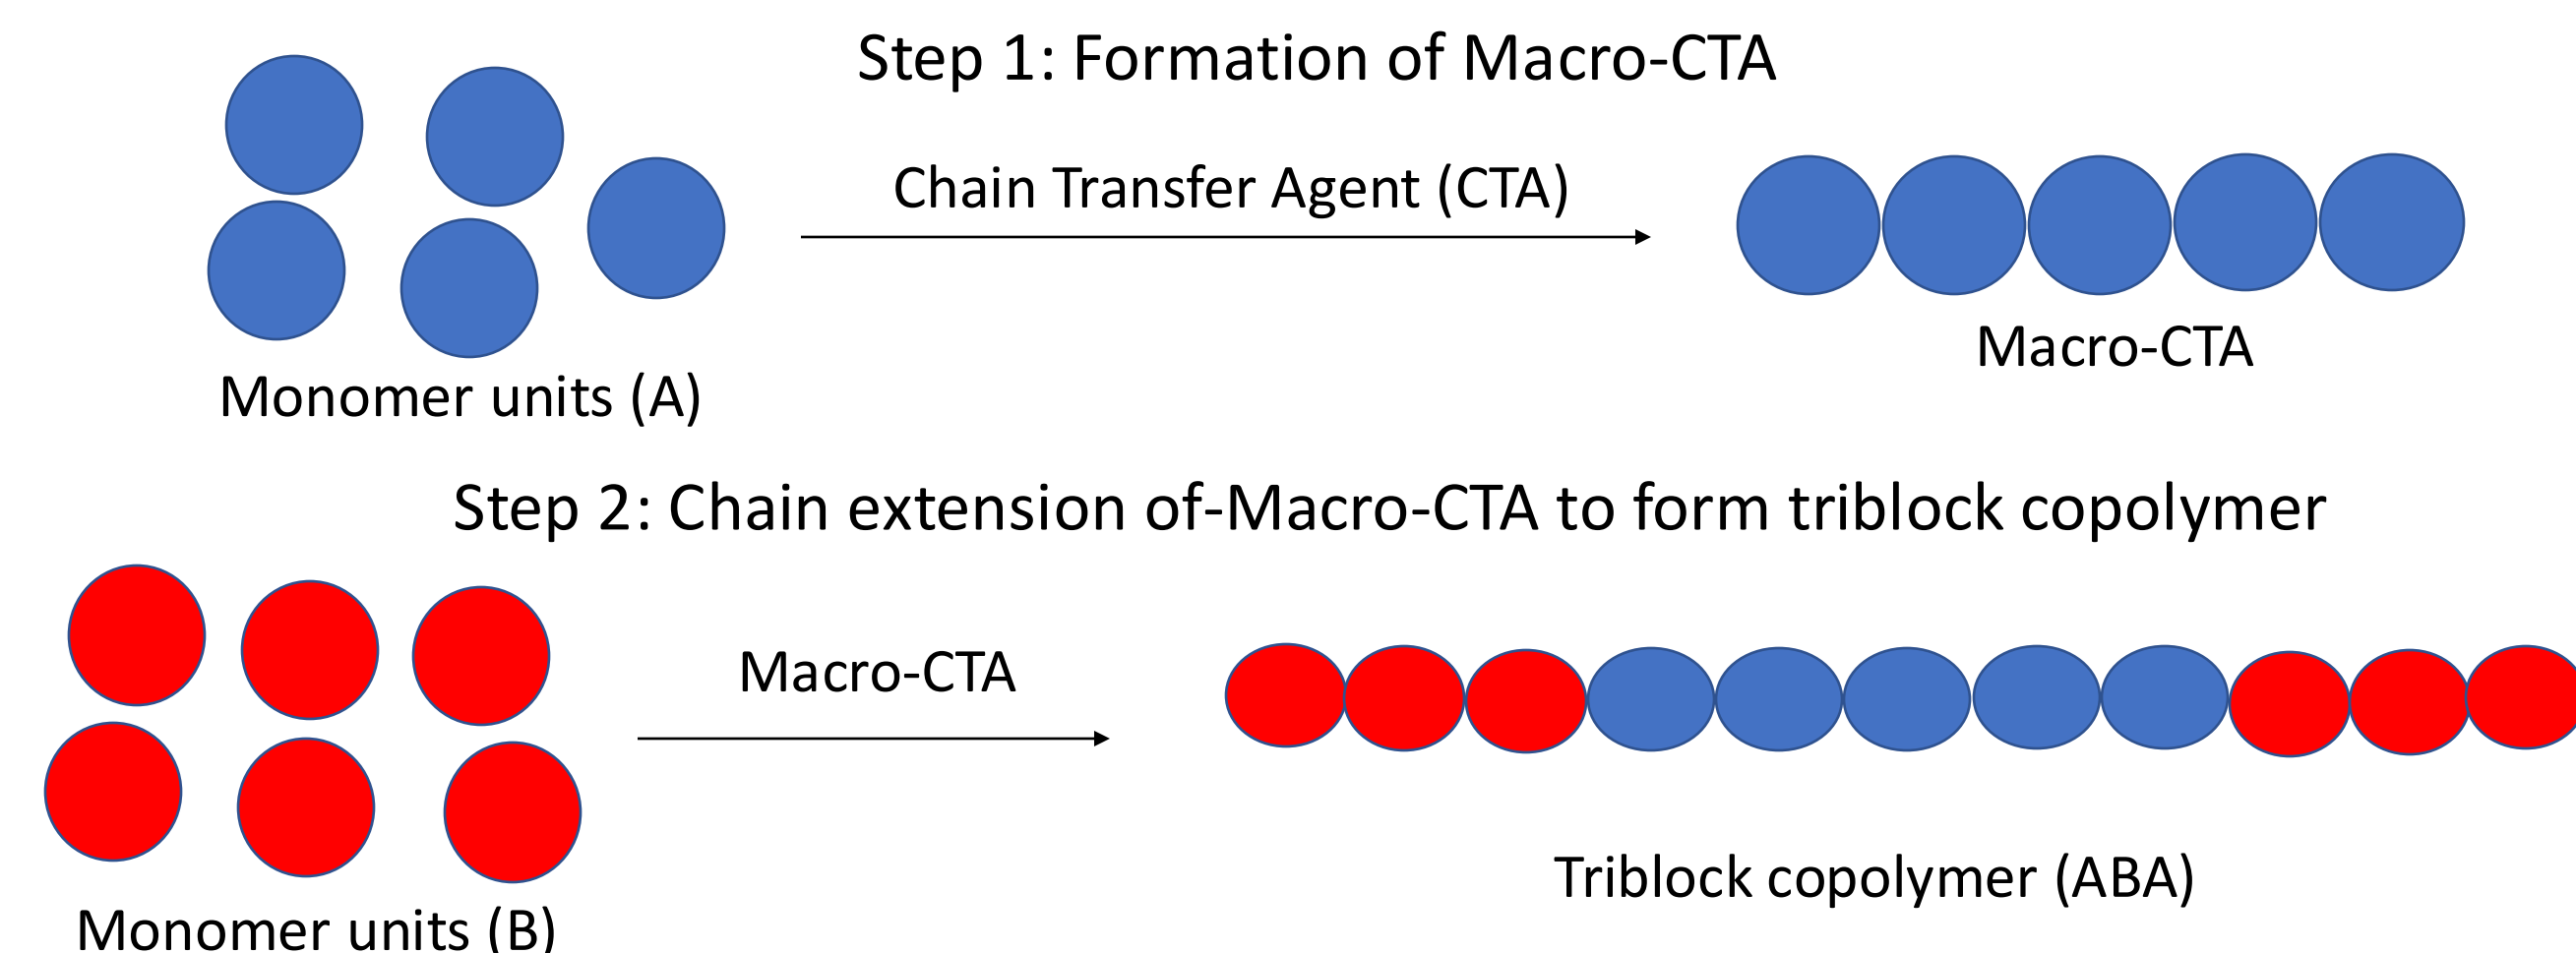 Step 1: Formation of Macro-CTA
Chain Transfer Agent (CTA)
Macro-CTA
Monomer units (A)
Step 2: Chain extension of-Macro-CTA to form triblock copolymer
Macro-CTA
Triblock copolymer (ABA)
Monomer units (B)